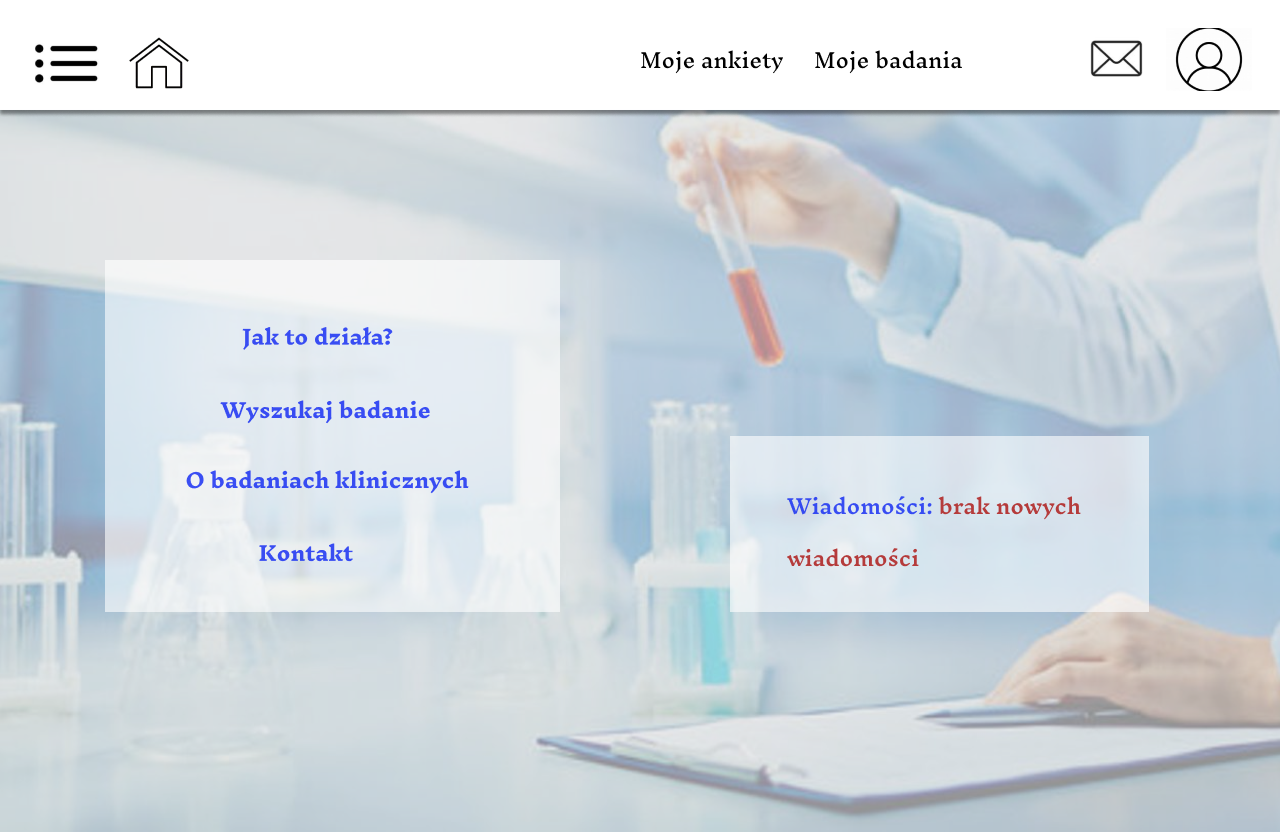 Moje ankiety
Moje badania
Jak to działa?
Wyszukaj badanie
O badaniach klinicznych
Kontakt
Wiadomości: brak nowych
wiadomości